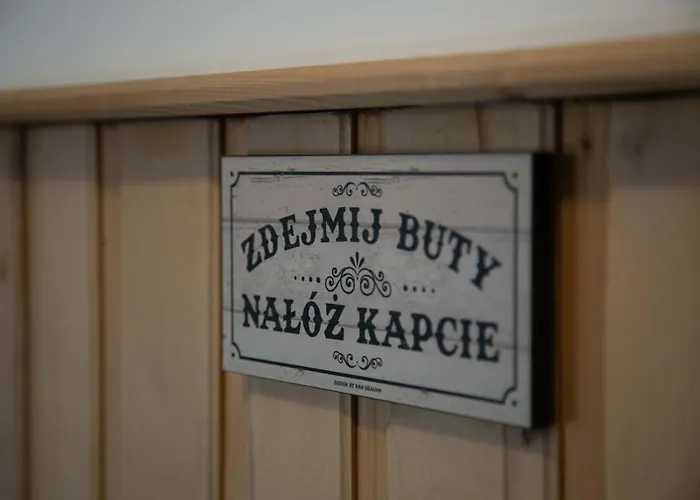 ZDEJMIJ BUTY
NAŁÓŻ KAPCIE